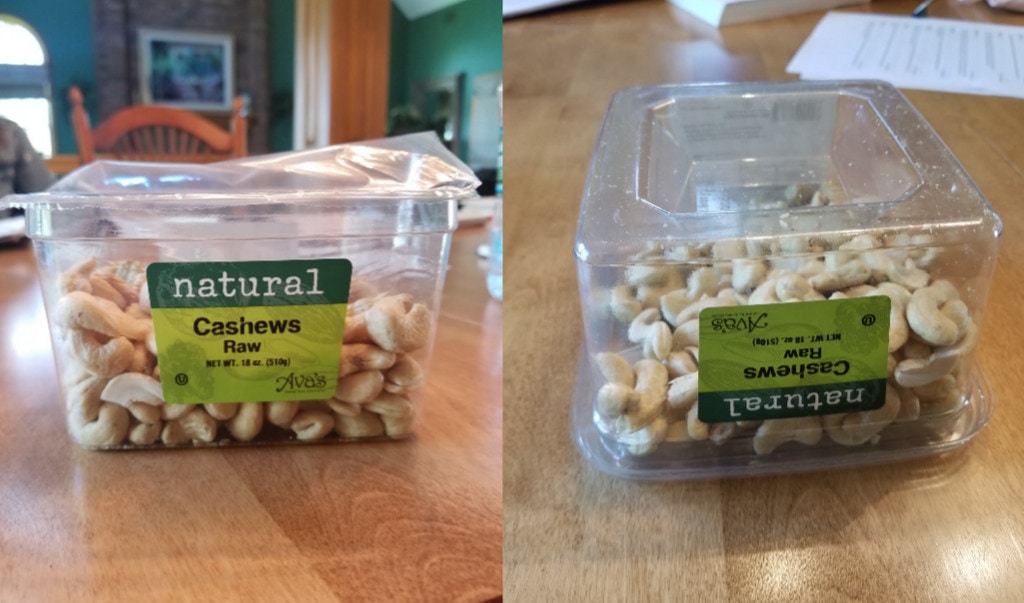 natural
Cashews
Raw
NET WT. 18 oz. (510g)
Ava's
U
natural
Cashews
Raw
NET WT. 18 oz (510g)
Ava's
U